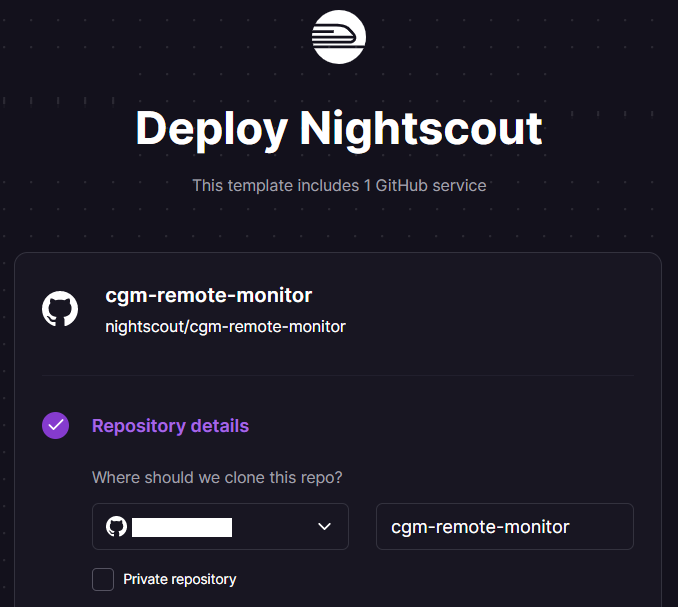 Deploy Nightscout
This template includes 1 GitHub service
cgm-remote-monitor
nightscout/cgm-remote-monitor
Repository details
Where should we clone this repo?
cgm-remote-monitor
Private repository